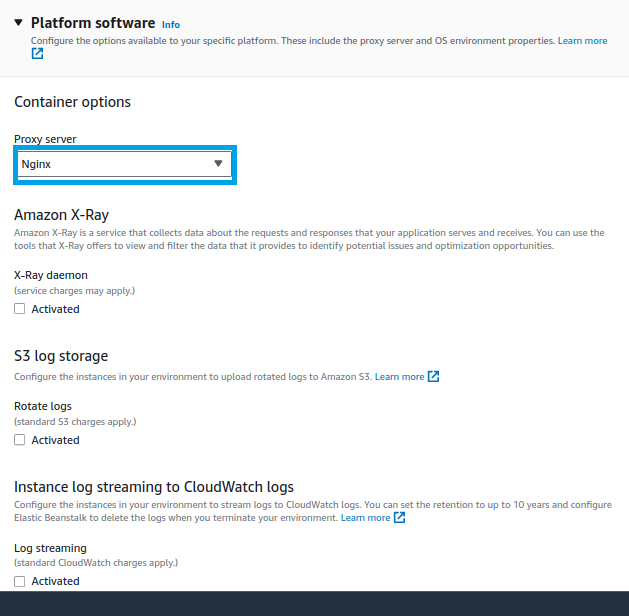 Platform software Info
Configure the options available to your specific platform. These include the proxy server and OS environment properties. Learn more
Container options
Proxy server
Nginx
Amazon X-Ray
Amazon X-Ray is a service that collects data about the requests and responses that your application serves and receives. You can use the
tools that X-Ray offers to view and filter the data that it provides to identify potential issues and optimization opportunities.
X-Ray daemon
(service charges may apply.)
Activated
S3 log storage
Configure the instances in your environment to upload rotated logs to Amazon S3. Learn more
Rotate logs
(standard S3 charges apply.)
Activated
Instance log streaming to CloudWatch logs
Configure the instances in your environment to stream logs to CloudWatch logs. You can set the retention to up to 10 years and configure
Elastic Beanstalk to delete the logs when you terminate your environment. Learn more
Log streaming
(standard CloudWatch charges apply.)
Activated